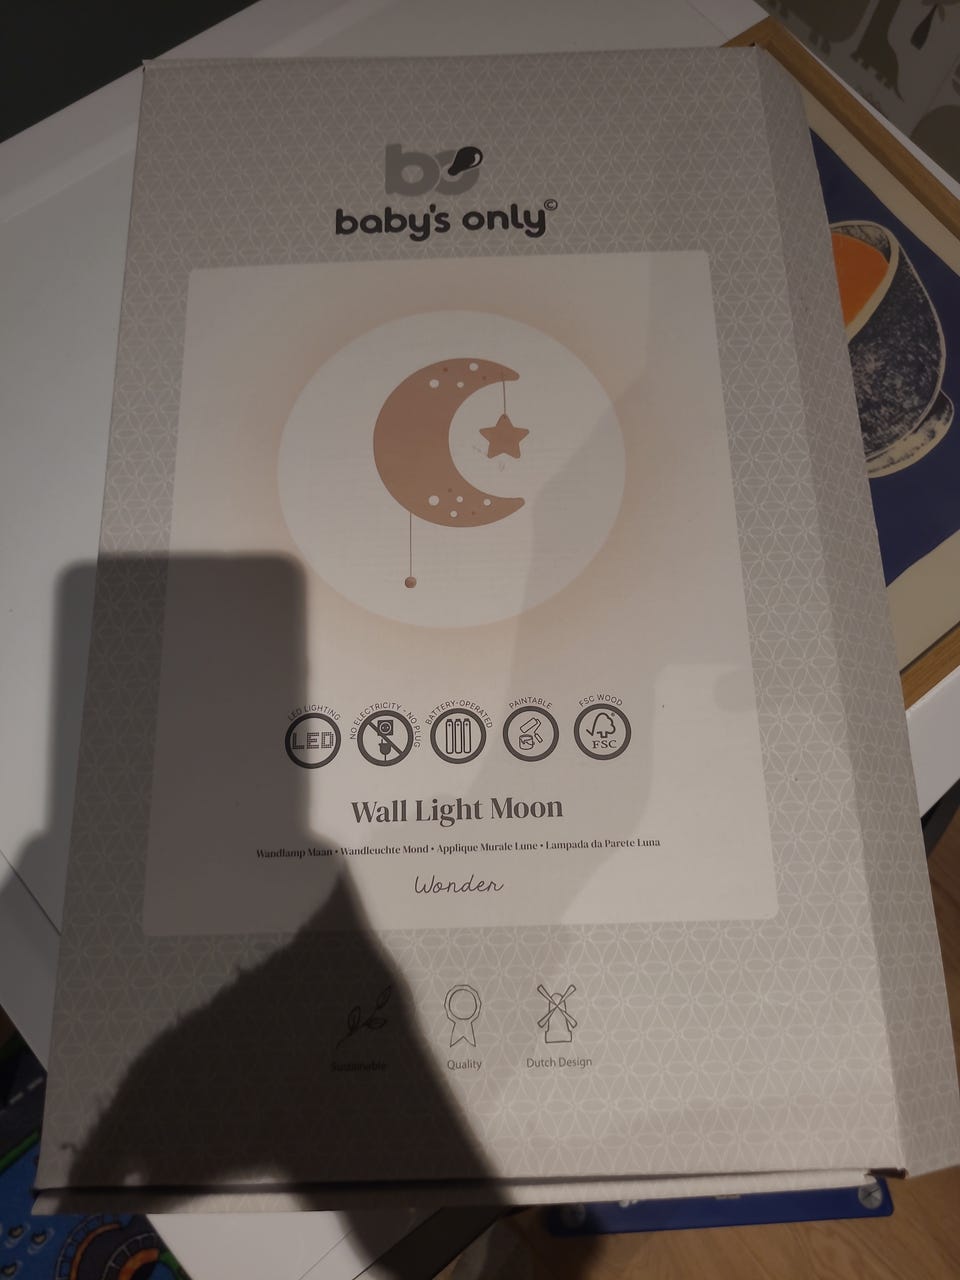 bo
baby's only©
LED LIGHTING
LED
NO ELECTRICITY - NO PLUG
BATTERY-OPERATED
PAINTABLE
FSC WOOD
FSC
Wall Light Moon
Wandlamp Maan • Wandleuchte Mond • Applique Murale Lune • Lampada da Parete Luna
Wonder
Sustainable
Quality
Dutch Design